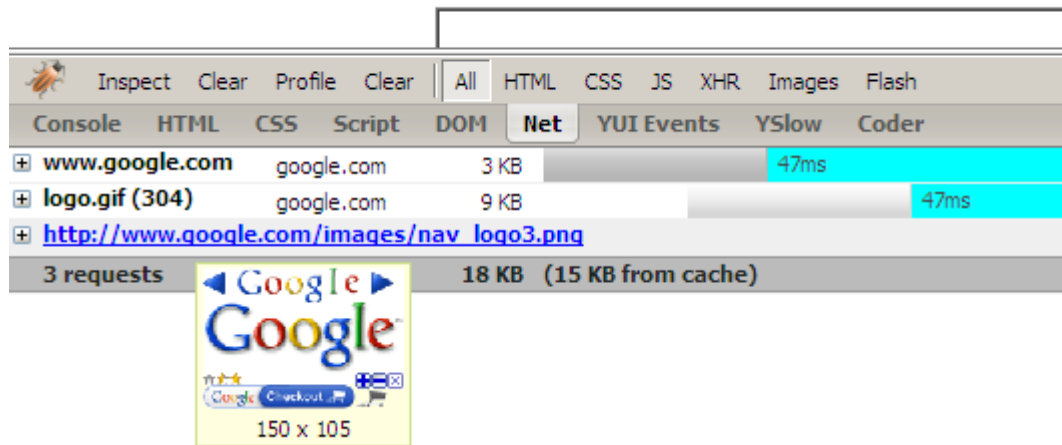 Inspect Clear Profile Clear All HTML CSS JS XHR Images Flash
Console HTML CSS Script DOM Net YUI Events YSlow Coder
www.google.com google.com 3 KB 47ms
logo.gif (304) google.com 9 KB 47ms
http://www.google.com/images/nav_logo3.png
3 requests 18 KB (15 KB from cache)
Google
Google
Google Checkout
150 x 105